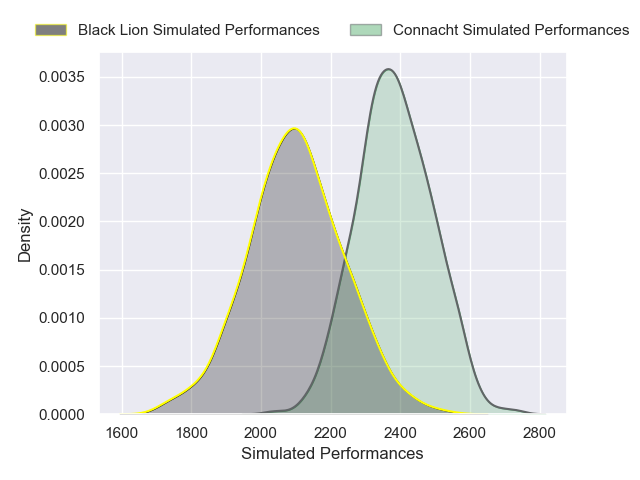 Black Lion Simulated Performances
Connacht Simulated Performances
0.0035
0.0030
0.0025
0.0020
0.0015
0.0010
0.0005
0.0000
Density
1600 1800 2000 2200 2400 2600 2800
Simulated Performances